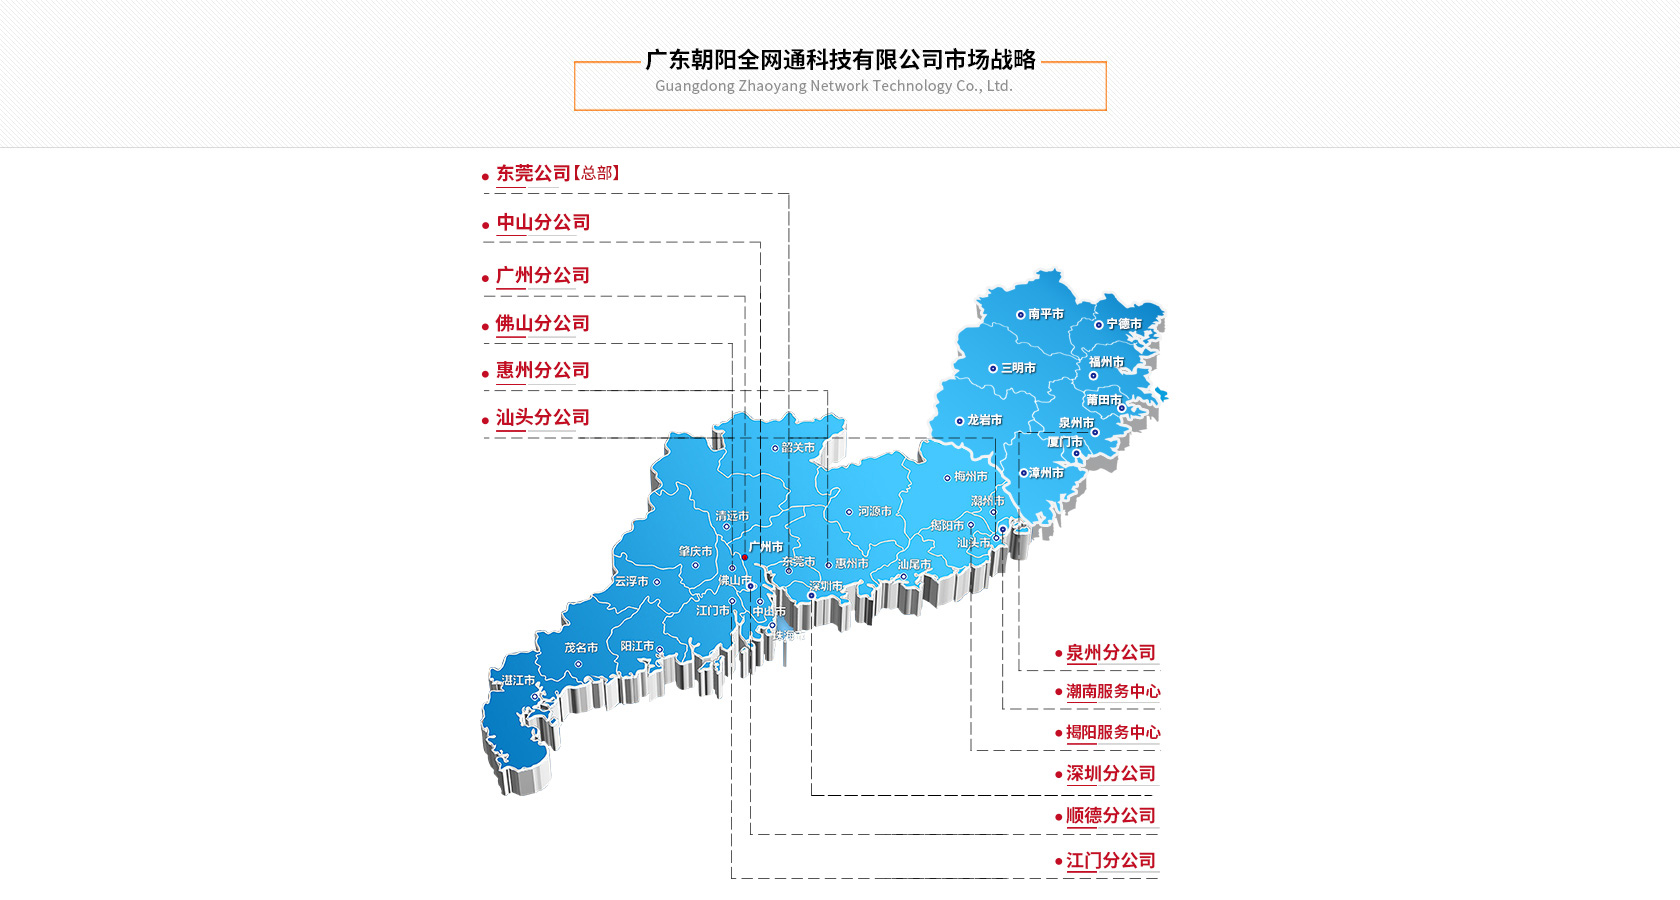 广东朝阳全网通科技有限公司市场战略
Guangdong Zhaoyang Network Technology Co., Ltd.
东莞公司【总部】
中山分公司
广州分公司
佛山分公司
惠州分公司
汕头分公司
南平市
宁德市
三明市
福州市
莆田市
龙岩市
泉州市
厦门市
漳州市
韶关市
梅州市
潮州市
河源市
清远市
揭阳市
汕头市
肇庆市
广州市
东莞市
惠州市
汕尾市
云浮市
佛山市
深圳市
江门市
中山市
珠海市
茂名市
阳江市
湛江市
泉州分公司
潮南服务中心
揭阳服务中心
深圳分公司
顺德分公司
江门分公司